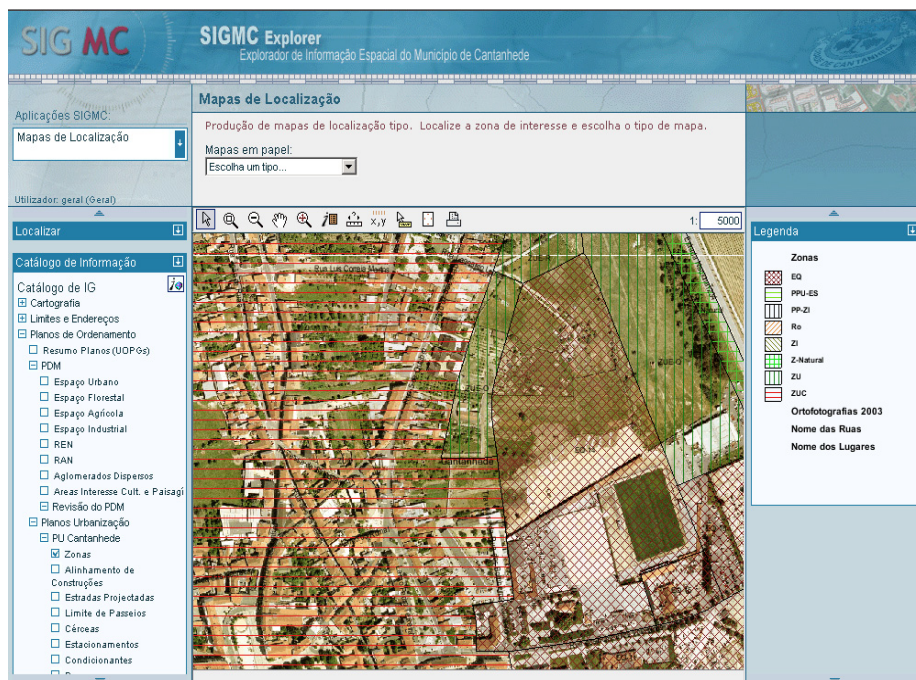 SIG MC
SIGMC Explorer
Explorador de Informação Espacial do Município de Cantanhede
Aplicações SIGMC:
Mapas de Localização
Utilizador: geral (Geral)
Mapas de Localização
Produção de mapas de localização tipo. Localize a zona de interesse e escolha o tipo de mapa.
Mapas em papel:
Escolha um tipo...
Localizar
Catálogo de Informação
Catálogo de IG
Cartografia
Limites e Endereços
Planos de Ordenamento
Resumo Planos (UOPGs)
PDM
Espaço Urbano
Espaço Florestal
Espaço Agrícola
Espaço Industrial
REN
RAN
Aglomerados Dispersos
Areas Interesse Cult. e Paisagí
Revisão do PDM
Planos Urbanização
PU Cantanhede
Zonas
Alinhamento de
Construções
Estradas Projectadas
Limite de Passeios
Cérceas
Estacionamentos
Condicionantes
x,y
1: 5000
ZUE-O
ZUE-O
Cantanhede
EQ-14
Legenda
Zonas
EQ
PPU-ES
PP-ZI
Ro
ZI
Z-Natural
ZU
ZUC
Ortofotografias 2003
Nome das Ruas
Nome dos Lugares